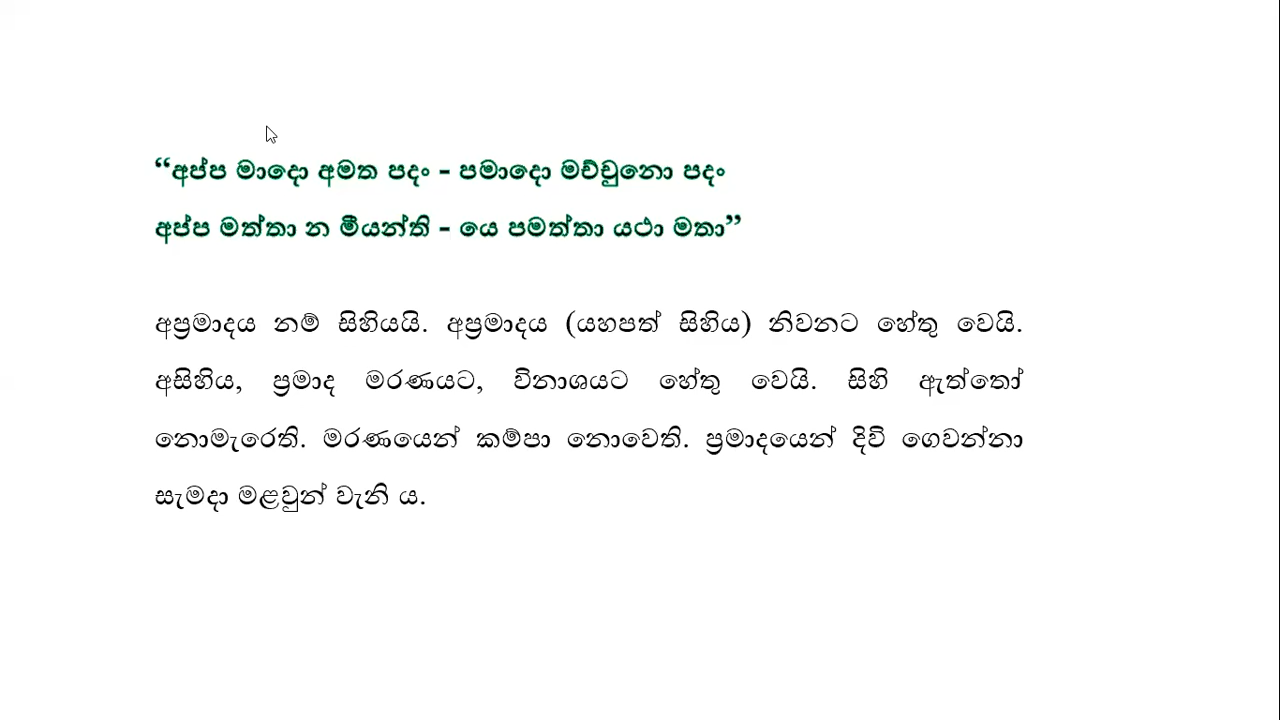 “අප්ප මාදො අමත පදං - පමාදො මච්චුනො පදං
අප්ප මත්තා න මීයන්ති - යෙ පමත්තා යථා මතා”
අප්‍රමාදය නම් සිහියයි. අප්‍රමාදය (යහපත් සිහිය) නිවනට හේතු වෙයි.
අසිහිය, ප්‍රමාද මරණයට, විනාශයට හේතු වෙයි. සිහි ඇත්තෝ
නොමැරෙති. මරණයෙන් කම්පා නොවෙති. ප්‍රමාදයෙන් දිවි ගෙවන්නා
සැමදා මළවුන් වැනි ය.